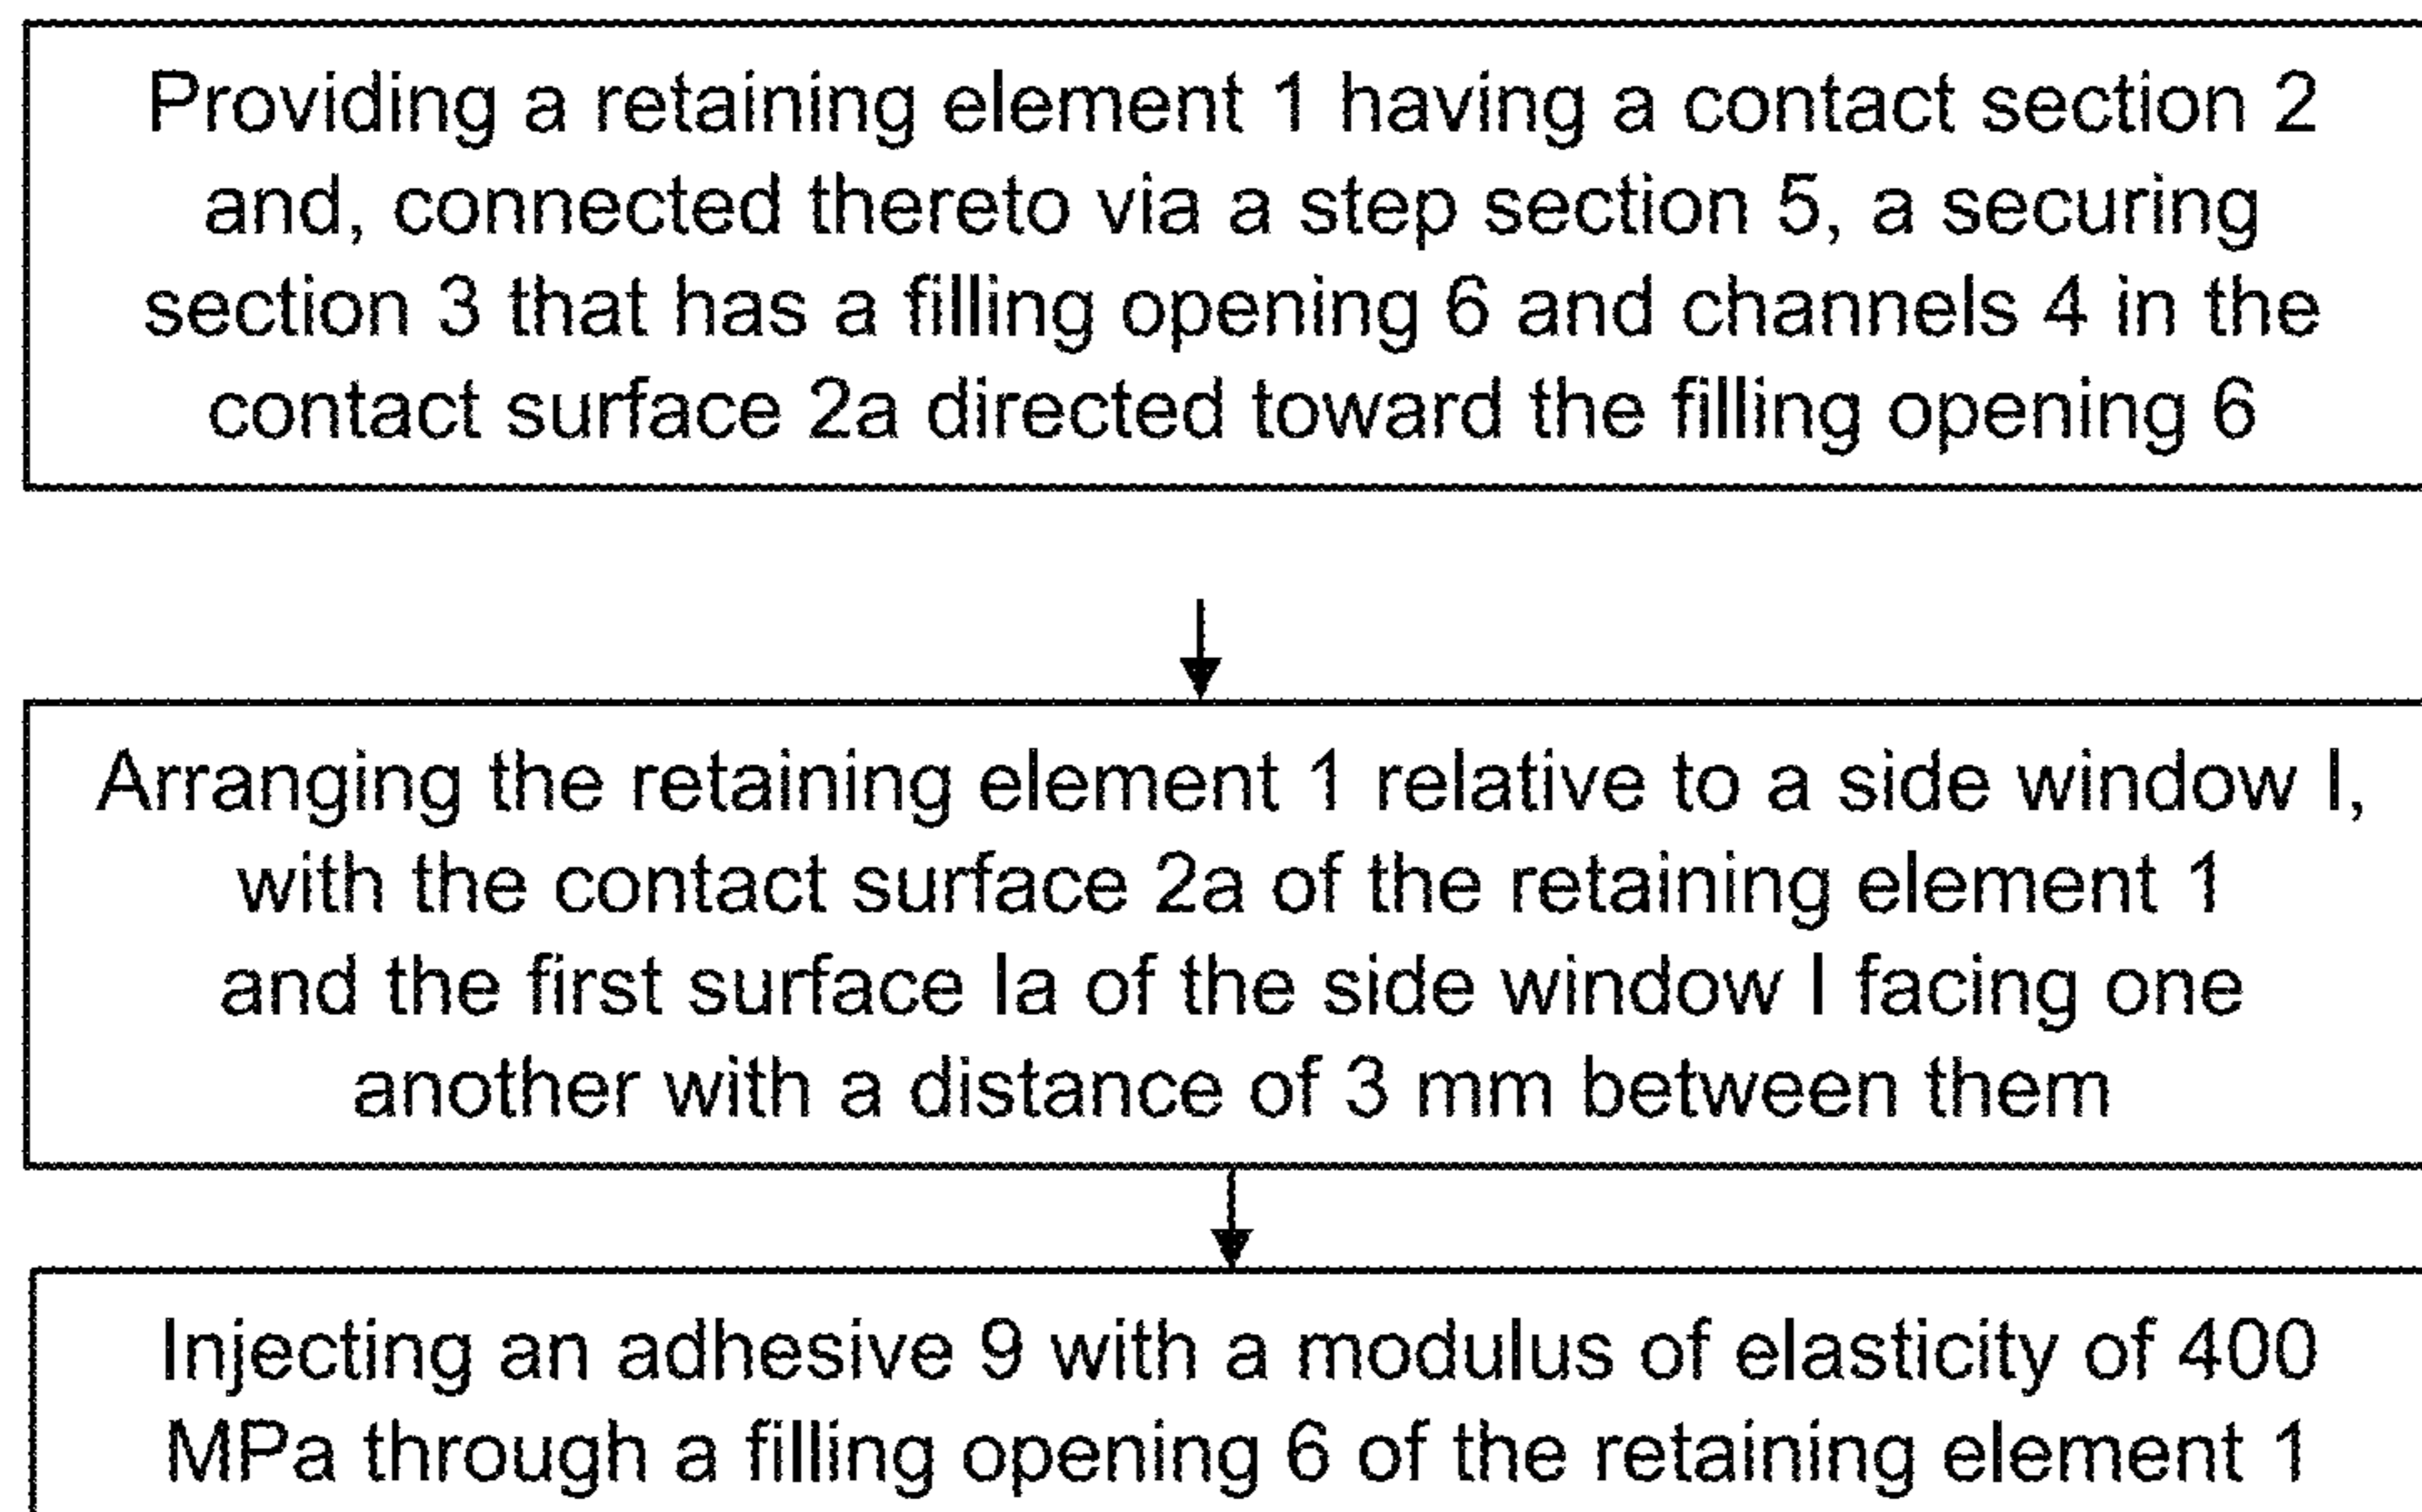 Providing a retaining element 1 having a contact section 2
and, connected thereto via a step section 5, a securing
section 3 that has a filling opening 6 and channels 4 in the
contact surface 2a directed toward the filling opening 6
Arranging the retaining element 1 relative to a side window I,
with the contact surface 2a of the retaining element 1
and the first surface Ia of the side window I facing one
another with a distance of 3 mm between them
Injecting an adhesive 9 with a modulus of elasticity of 400
MPa through a filling opening 6 of the retaining element 1